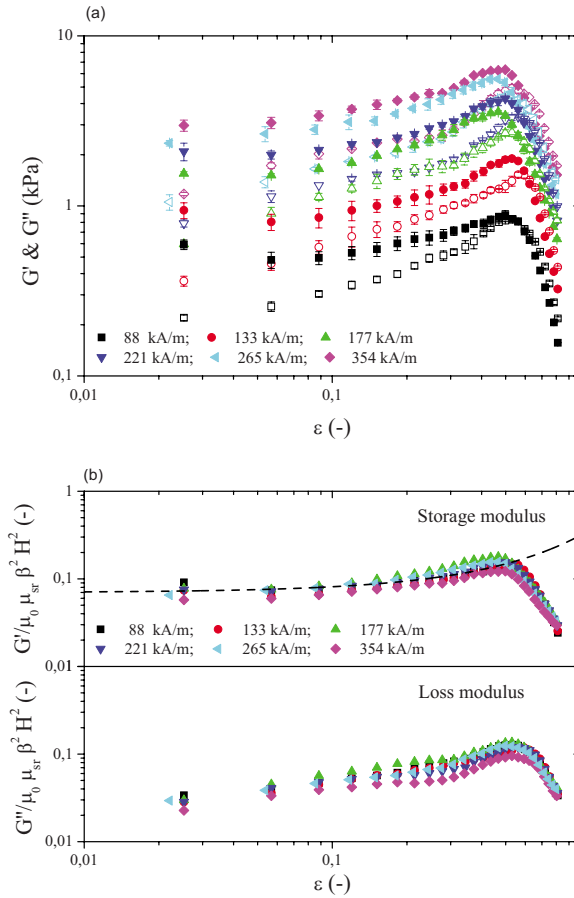 (a)
10
1
0,1
G' & G" (kPa)
88 kA/m; 133 kA/m; 177 kA/m
221 kA/m; 265 kA/m; 354 kA/m
0,01 0,1 1
ε (-)
(b)
1
0,1
0,01
G'/μ₀ μₛᵣ β² H² (-)
Storage modulus
88 kA/m; 133 kA/m; 177 kA/m
221 kA/m; 265 kA/m; 354 kA/m
Loss modulus
0,1
0,01
G"/μ₀ μₛᵣ β² H² (-)
0,01 0,1 1
ε (-)